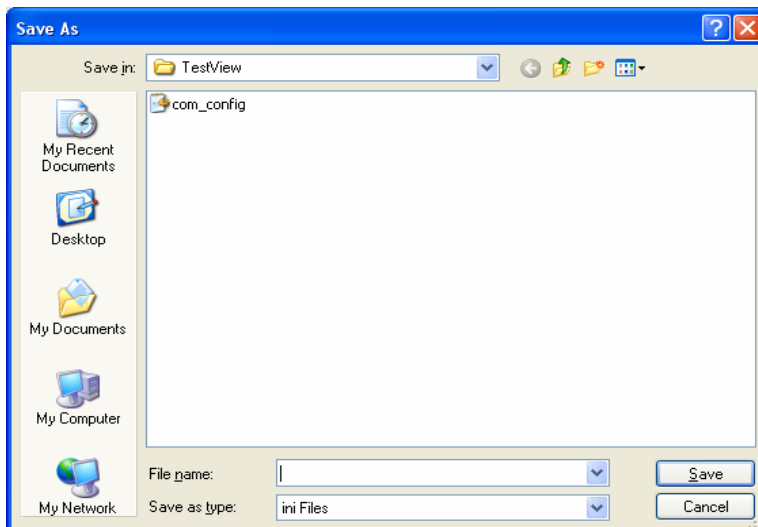 Save As
Save in:
TestView
com_config
My Recent
Documents
Desktop
My Documents
My Computer
My Network
File name:
Save
Save as type:
ini Files
Cancel